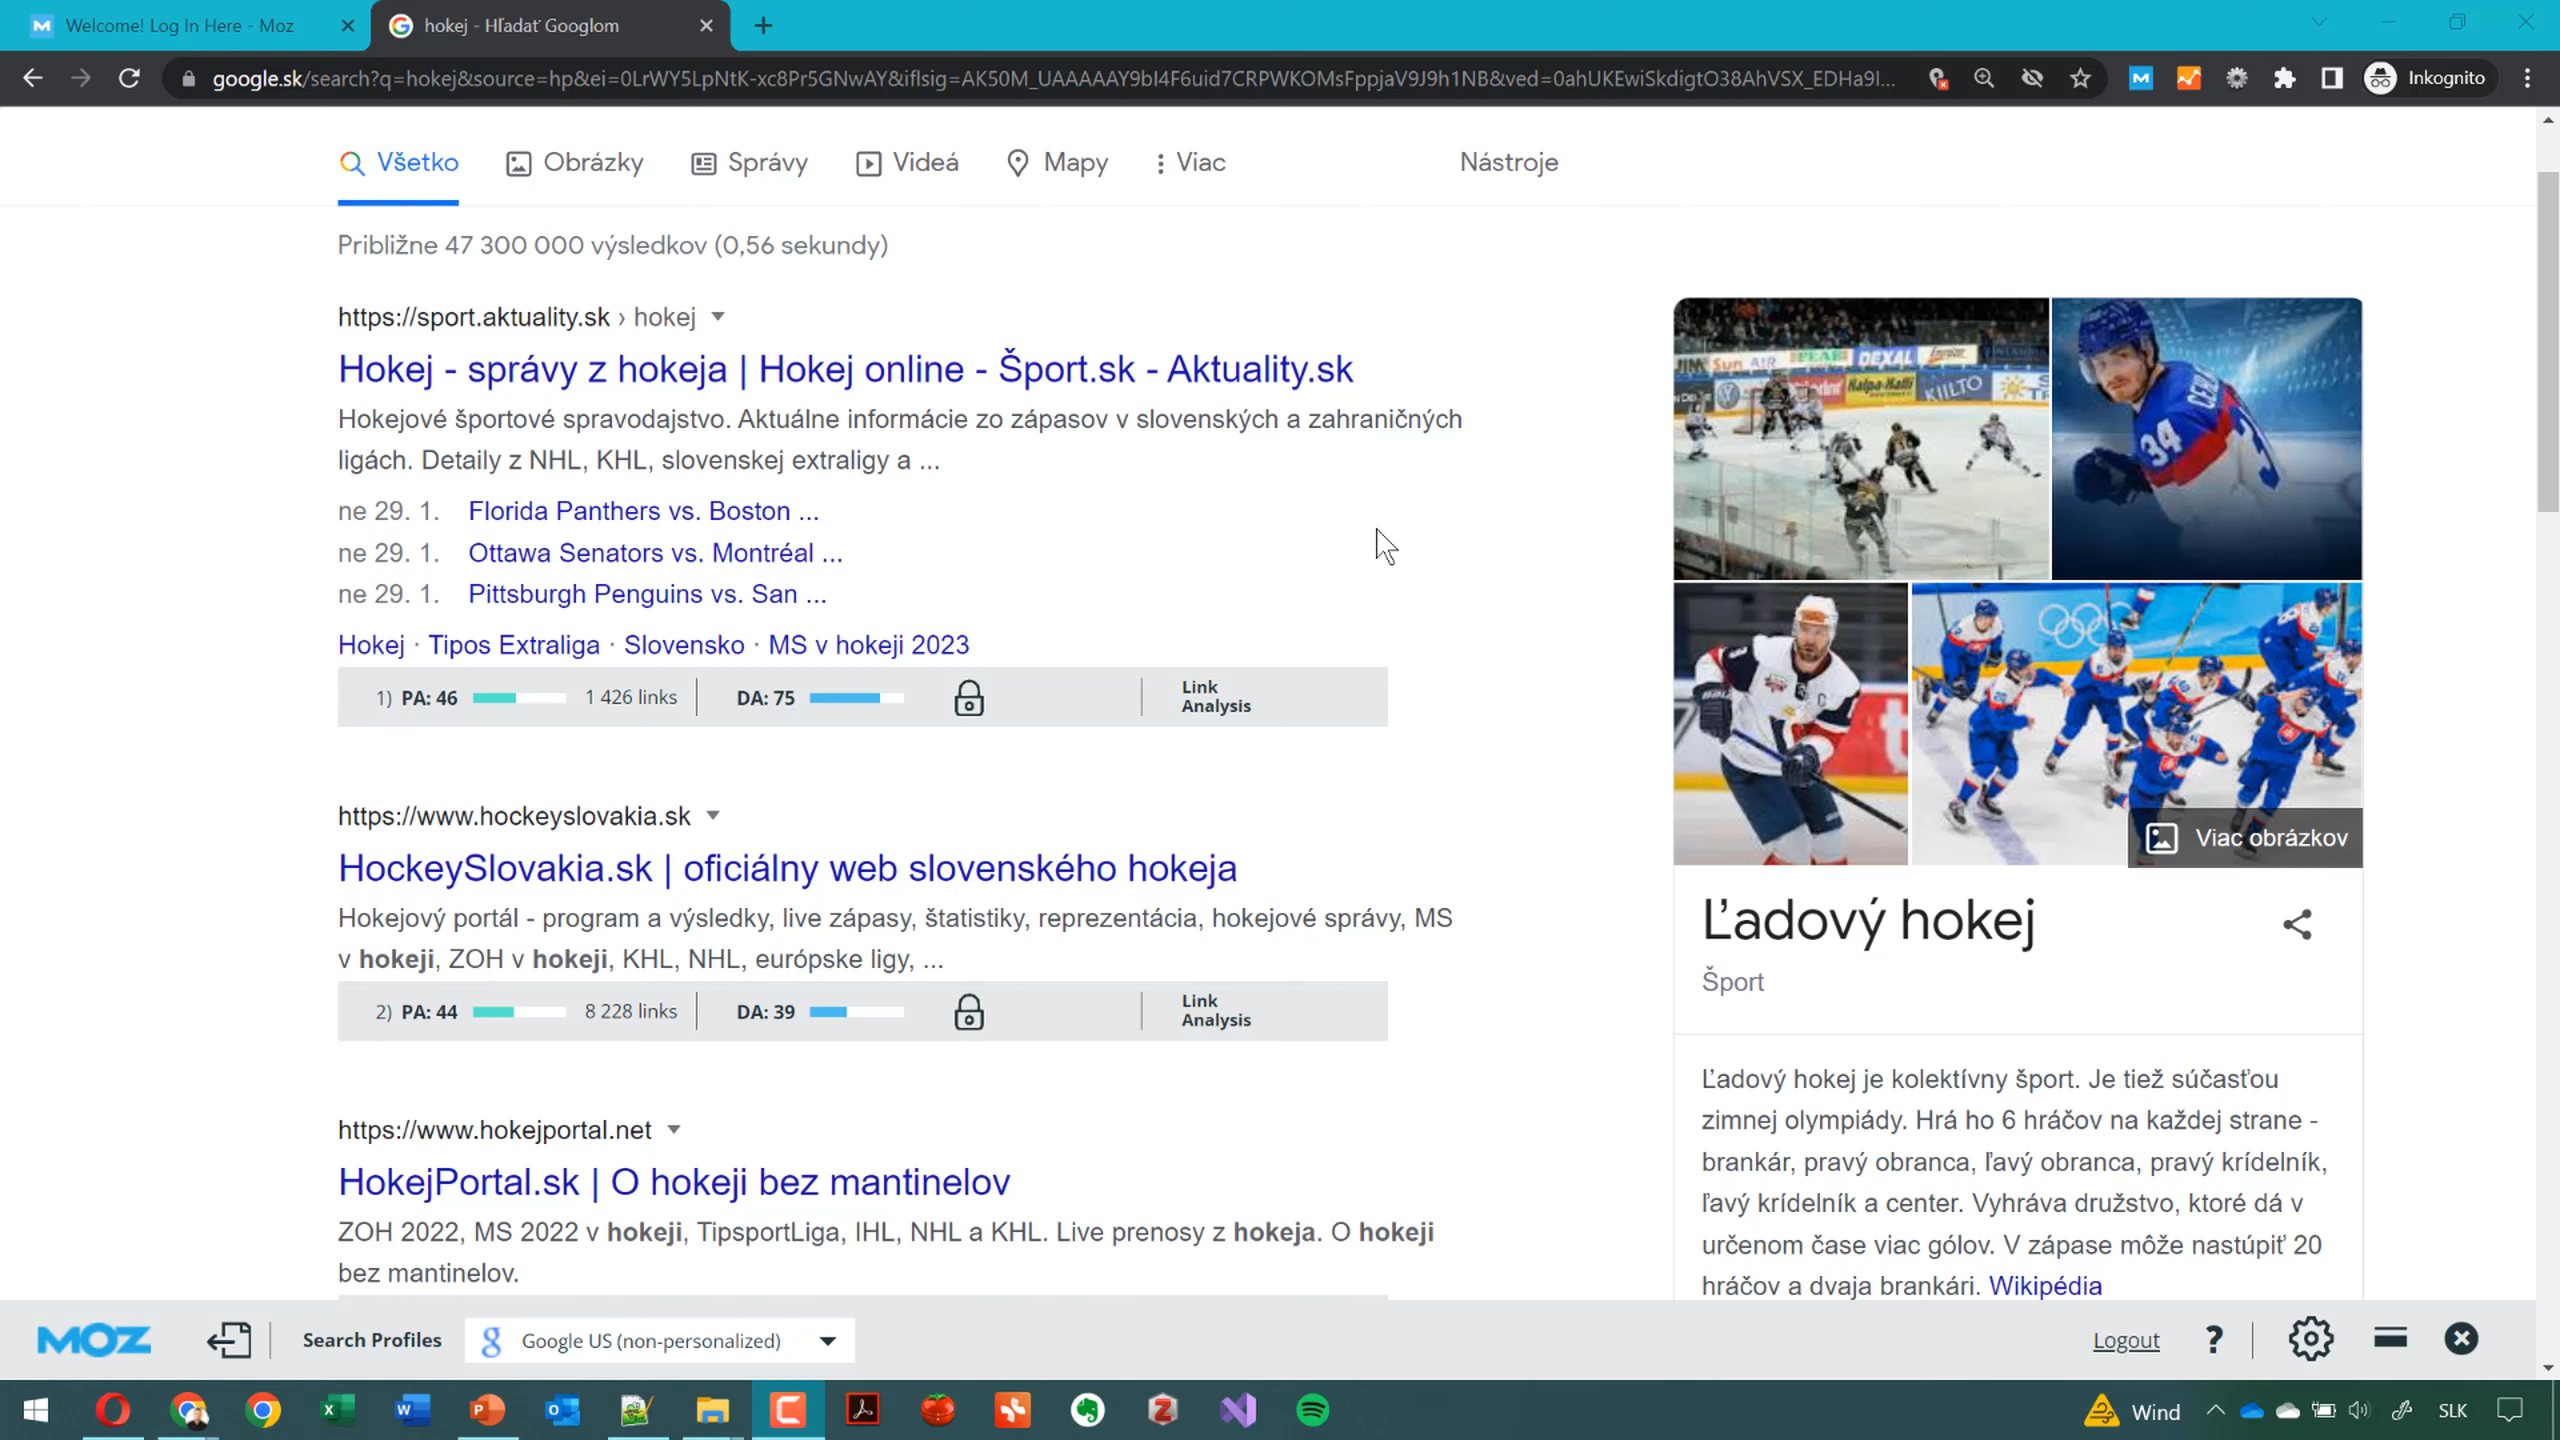 Welcome! Log In Here - Moz
hokej - Hľadať Googlom
google.sk/search?q=hokej&source=hp&ei=0LrWY5LpNtK-xc8Pr5GNwAY&iflsig=AK50M_UAAAAAY9bI4F6uid7CRPWKOMsFppjaV9J9h1NB&ved=0ahUKEwiSkdigtO38AhVSX_EDHa9I...
Inkognito
Všetko
Obrázky
Správy
Videá
Mapy
Viac
Nástroje
Približne 47 300 000 výsledkov (0,56 sekundy)
https://sport.aktuality.sk › hokej
Hokej - správy z hokeja | Hokej online - Šport.sk - Aktuality.sk
Hokejové športové spravodajstvo. Aktuálne informácie zo zápasov v slovenských a zahraničných
ligách. Detaily z NHL, KHL, slovenskej extraligy a ...
ne 29. 1. Florida Panthers vs. Boston ...
ne 29. 1. Ottawa Senators vs. Montréal ...
ne 29. 1. Pittsburgh Penguins vs. San ...
Hokej · Tipos Extraliga · Slovensko · MS v hokeji 2023
1) PA: 46 1 426 links DA: 75 Link Analysis
https://www.hockeyslovakia.sk
HockeySlovakia.sk | oficiálny web slovenského hokeja
Hokejový portál - program a výsledky, live zápasy, štatistiky, reprezentácia, hokejové správy, MS
v hokeji, ZOH v hokeji, KHL, NHL, európske ligy, ...
2) PA: 44 8 228 links DA: 39 Link Analysis
https://www.hokejportal.net
HokejPortal.sk | O hokeji bez mantinelov
ZOH 2022, MS 2022 v hokeji, TipsportLiga, IHL, NHL a KHL. Live prenosy z hokeja. O hokeji
bez mantinelov.
DEXAL
KIILTO
34
Viac obrázkov
Ľadový hokej
Šport
Ľadový hokej je kolektívny šport. Je tiež súčasťou
zimnej olympiády. Hrá ho 6 hráčov na každej strane -
brankár, pravý obranca, ľavý obranca, pravý krídelník,
ľavý krídelník a center. Vyhráva družstvo, ktoré dá v
určenom čase viac gólov. V zápase môže nastúpiť 20
hráčov a dvaja brankári. Wikipédia
MOZ
Search Profiles
Google US (non-personalized)
Logout
?
Wind
SLK